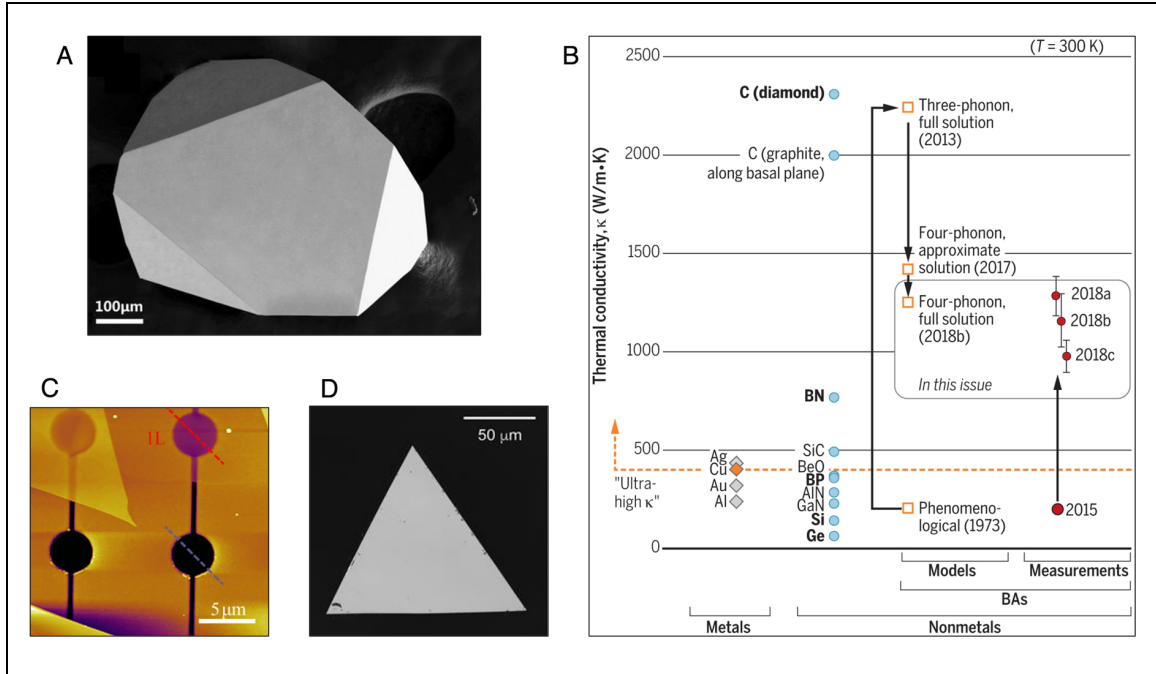 A
100μm
B
(T = 300 K)
Thermal conductivity, κ (W/m•K)
2500
2000
1500
1000
500
0
C (diamond)
C (graphite,
along basal plane)
BN
SiC
BeO
BP
AlN
GaN
Si
Ge
Ag
Cu
Au
Al
"Ultra-
high κ"
Three-phonon,
full solution
(2013)
Four-phonon,
approximate
solution (2017)
Four-phonon,
full solution
(2018b)
In this issue
2018a
2018b
2018c
Phenomeno-
logical (1973)
2015
Models
Measurements
BAs
Metals
Nonmetals
C
1L
5 μm
D
50 μm